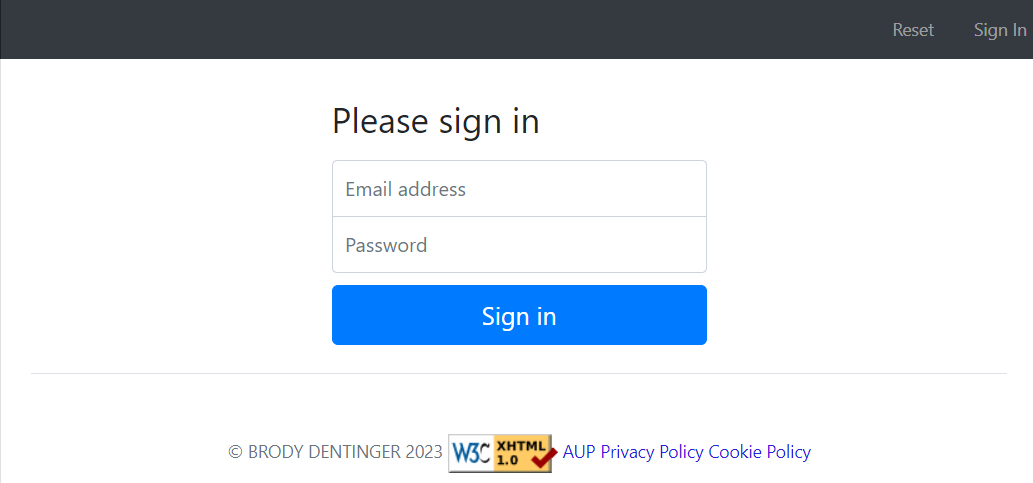 Reset Sign In
Please sign in
Email address
Password
Sign in
© BRODY DENTINGER 2023 W3C XHTML 1.0 AUP Privacy Policy Cookie Policy